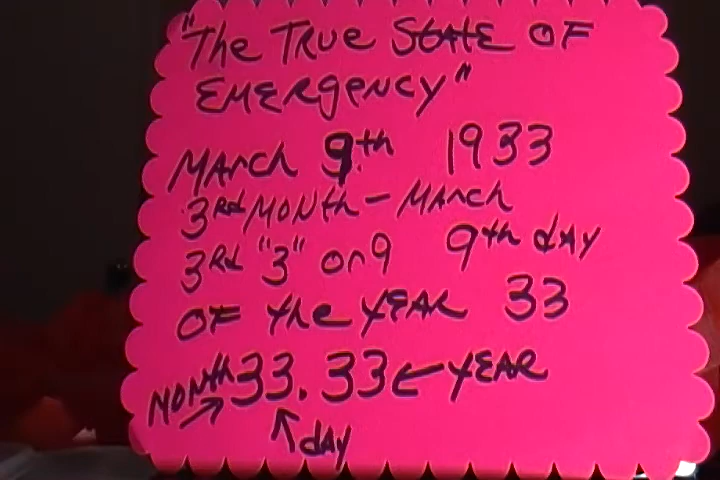 "The True State of
Emergency"
March 9th 1933
3rd Month - March
3rd "3" or 9 9th day
of the year 33
Month 33.33 ← year
day